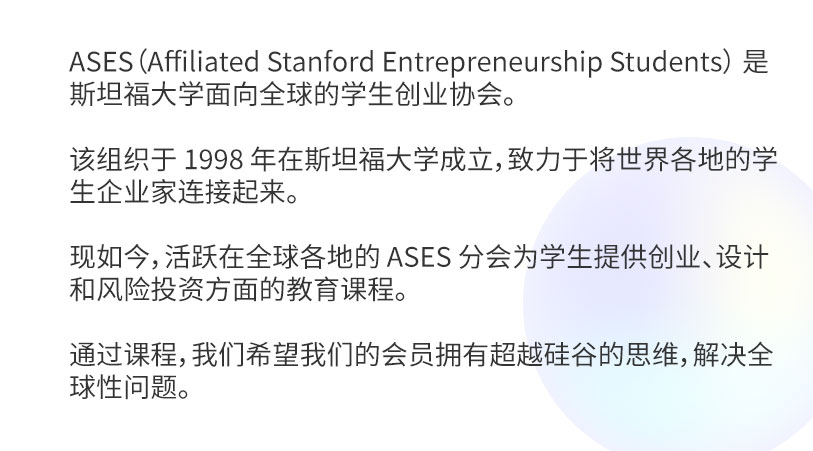 ASES（Affiliated Stanford Entrepreneurship Students）是
斯坦福大学面向全球的学生创业协会。
该组织于 1998 年在斯坦福大学成立，致力于将世界各地的学
生企业家连接起来。
现如今，活跃在全球各地的 ASES 分会为学生提供创业、设计
和风险投资方面的教育课程。
通过课程，我们希望我们的会员拥有超越硅谷的思维，解决全
球性问题。